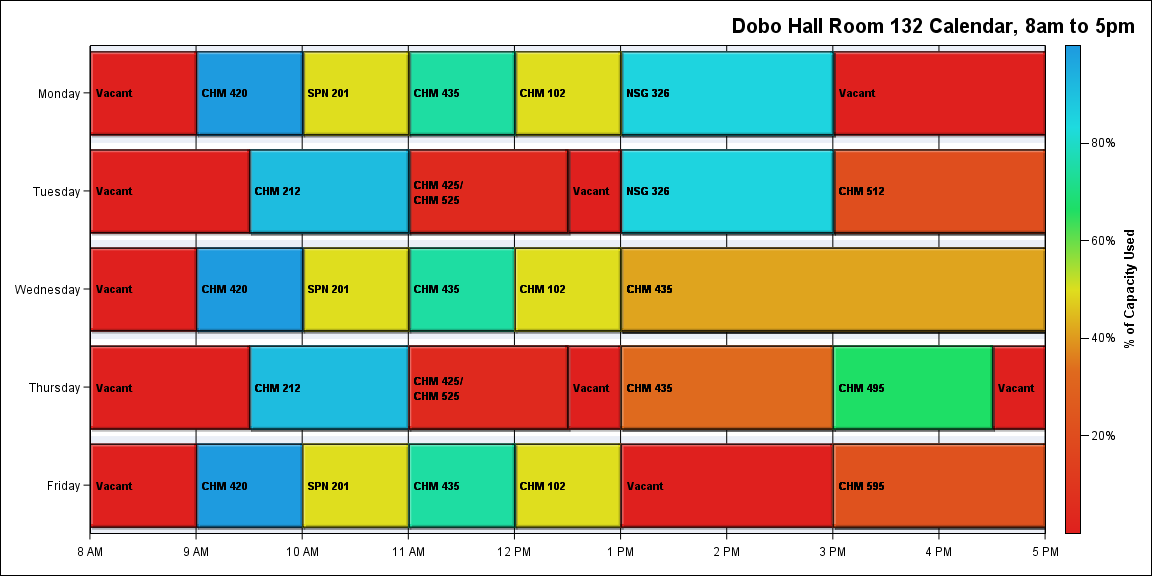 Dobo Hall Room 132 Calendar, 8am to 5pm
Monday
Vacant
CHM 420
SPN 201
CHM 435
CHM 102
NSG 326
Vacant
Tuesday
Vacant
CHM 212
CHM 425/
CHM 525
Vacant
NSG 326
CHM 512
Wednesday
Vacant
CHM 420
SPN 201
CHM 435
CHM 102
CHM 435
Thursday
Vacant
CHM 212
CHM 425/
CHM 525
Vacant
CHM 435
CHM 495
Vacant
Friday
Vacant
CHM 420
SPN 201
CHM 435
CHM 102
Vacant
CHM 595
8 AM
9 AM
10 AM
11 AM
12 PM
1 PM
2 PM
3 PM
4 PM
5 PM
80%
60%
40%
20%
% of Capacity Used